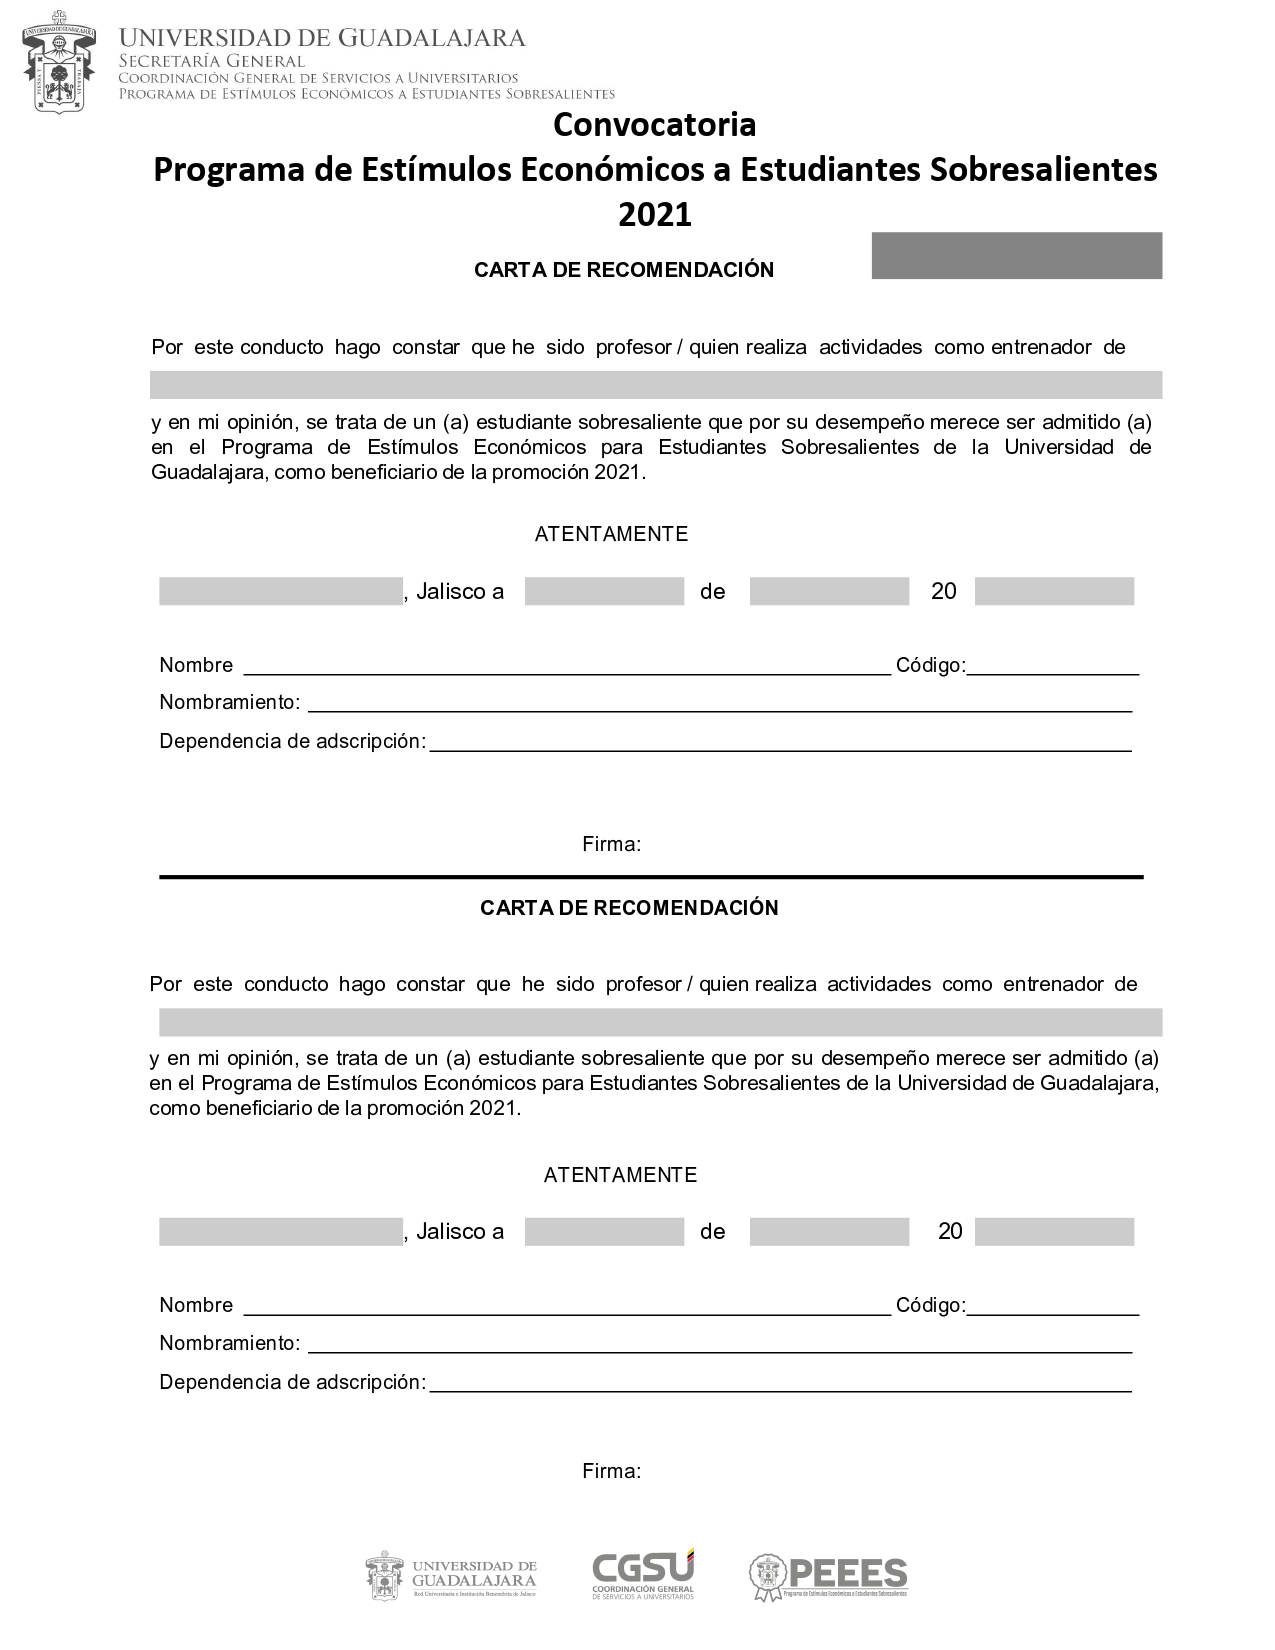 UNIVERSIDAD DE GUADALAJARA
SECRETARÍA GENERAL
COORDINACIÓN GENERAL DE SERVICIOS A UNIVERSITARIOS
PROGRAMA DE ESTÍMULOS ECONÓMICOS A ESTUDIANTES SOBRESALIENTES
Convocatoria
Programa de Estímulos Económicos a Estudiantes Sobresalientes
2021
CARTA DE RECOMENDACIÓN
Por este conducto hago constar que he sido profesor / quien realiza actividades como entrenador de
y en mi opinión, se trata de un (a) estudiante sobresaliente que por su desempeño merece ser admitido (a)
en el Programa de Estímulos Económicos para Estudiantes Sobresalientes de la Universidad de
Guadalajara, como beneficiario de la promoción 2021.
ATENTAMENTE
, Jalisco a de 20
Nombre Código:
Nombramiento:
Dependencia de adscripción:
Firma:
CARTA DE RECOMENDACIÓN
Por este conducto hago constar que he sido profesor / quien realiza actividades como entrenador de
y en mi opinión, se trata de un (a) estudiante sobresaliente que por su desempeño merece ser admitido (a)
en el Programa de Estímulos Económicos para Estudiantes Sobresalientes de la Universidad de Guadalajara,
como beneficiario de la promoción 2021.
ATENTAMENTE
, Jalisco a de 20
Nombre Código:
Nombramiento:
Dependencia de adscripción:
Firma:
UNIVERSIDAD DE
GUADALAJARA
Red Universitaria e Institución Benemérita de Jalisco
CGSU
COORDINACIÓN GENERAL
DE SERVICIOS A UNIVERSITARIOS
PEEES
Programa de Estímulos Económicos a Estudiantes Sobresalientes